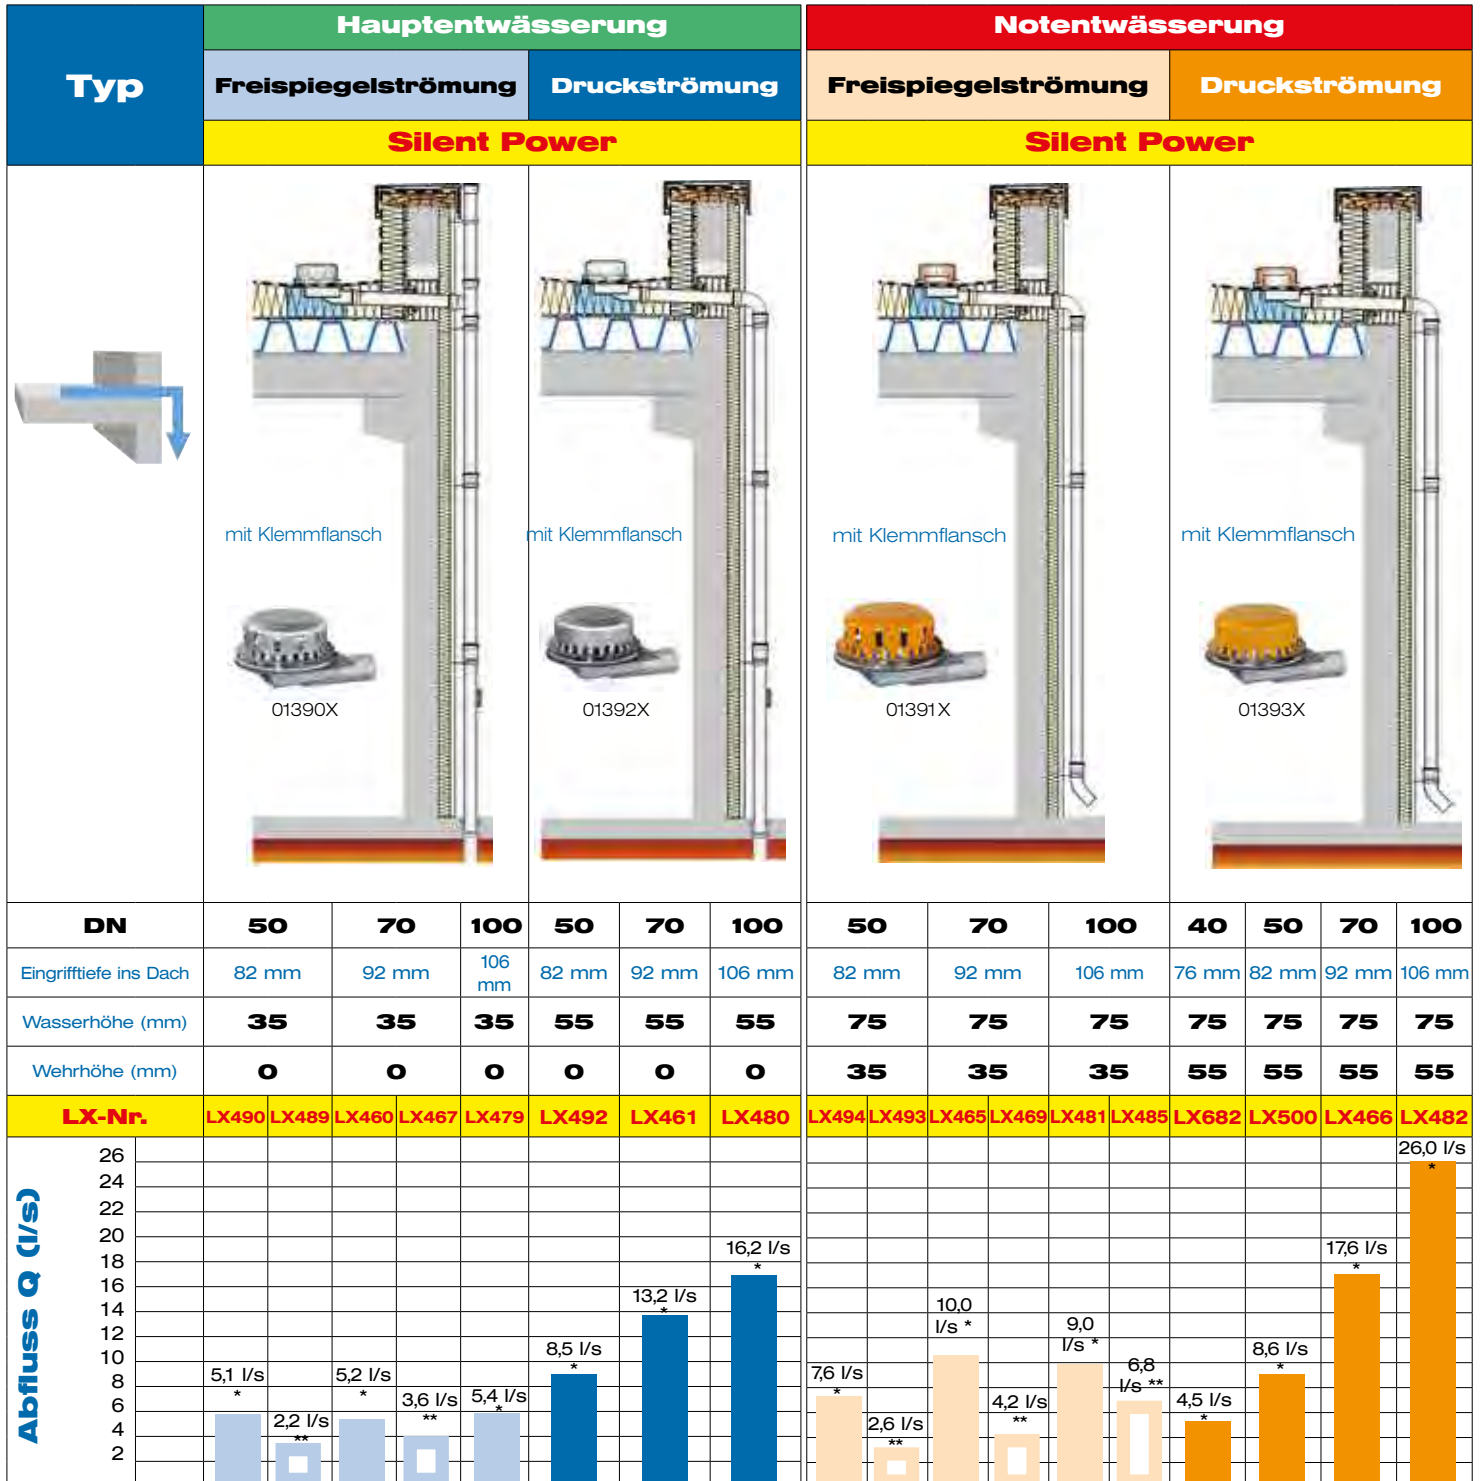 Typ
Hauptentwässerung
Notentwässerung
Freispiegelströmung
Druckströmung
Freispiegelströmung
Druckströmung
Silent Power
Silent Power
mit Klemmflansch
mit Klemmflansch
mit Klemmflansch
mit Klemmflansch
01390X
01392X
01391X
01393X
DN 50 70 100 50 70 100 50 70 100 40 50 70 100
Eingrifftiefe ins Dach 82 mm 92 mm 106 mm 82 mm 92 mm 106 mm 82 mm 92 mm 106 mm 76 mm 82 mm 92 mm 106 mm
Wasserhöhe (mm) 35 35 35 55 55 55 75 75 75 75 75 75 75
Wehrhöhe (mm) 0 0 0 0 0 0 35 35 35 55 55 55 55
LX-Nr. LX490 LX489 LX460 LX467 LX479 LX492 LX461 LX480 LX494 LX493 LX465 LX469 LX481 LX485 LX682 LX500 LX466 LX482
Abfluss Q (l/s)
26
24
22
20
18
16
14
12
10
8
6
4
2
5,1 l/s
*
2,2 l/s
**
5,2 l/s
*
3,6 l/s
**
5,4 l/s
*
8,5 l/s
*
13,2 l/s
*
16,2 l/s
*
7,6 l/s
*
2,6 l/s
**
10,0
l/s *
4,2 l/s
**
9,0
l/s *
6,8
l/s **
4,5 l/s
*
8,6 l/s
*
17,6 l/s
*
26,0 l/s
*